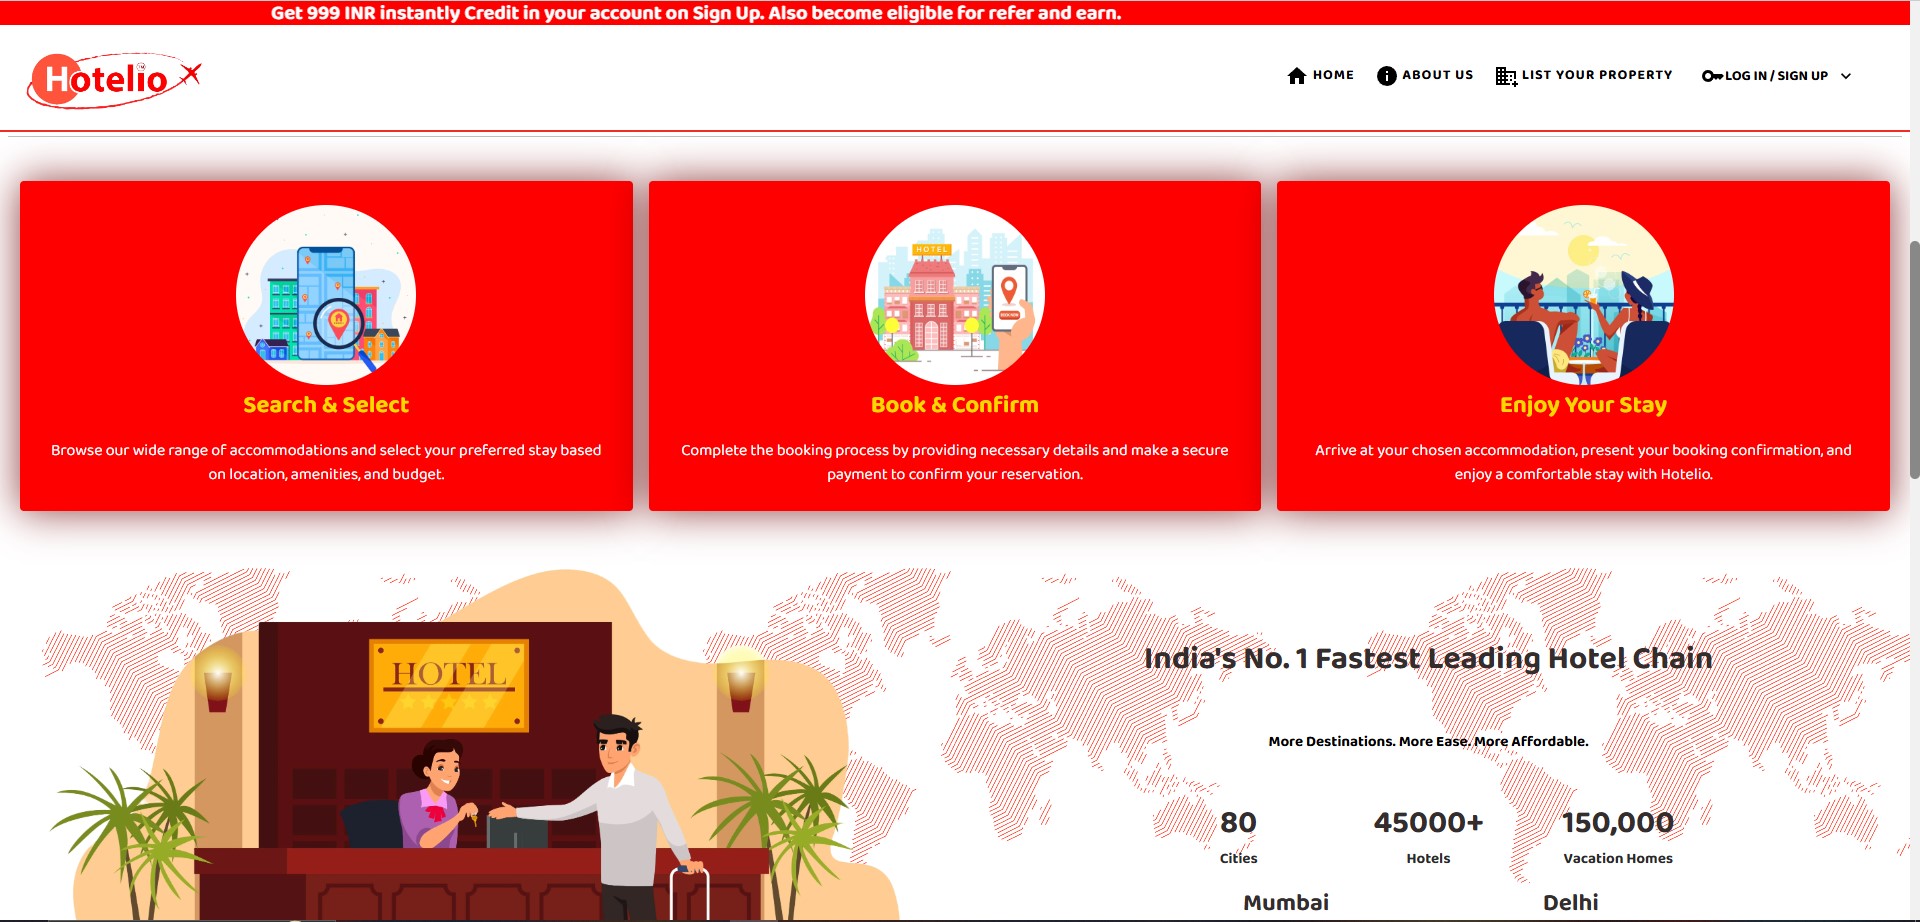 Get 999 INR instantly Credit in your account on Sign Up. Also become eligible for refer and earn.
Hotelio
HOME
ABOUT US
LIST YOUR PROPERTY
LOG IN / SIGN UP
HOTEL
Search & Select
Book & Confirm
Enjoy Your Stay
Browse our wide range of accommodations and select your preferred stay based
on location, amenities, and budget.
Complete the booking process by providing necessary details and make a secure
payment to confirm your reservation.
Arrive at your chosen accommodation, present your booking confirmation, and
enjoy a comfortable stay with Hotelio.
HOTEL
India's No. 1 Fastest Leading Hotel Chain
More Destinations. More Ease. More Affordable.
80
45000+
150,000
Cities
Hotels
Vacation Homes
Mumbai
Delhi